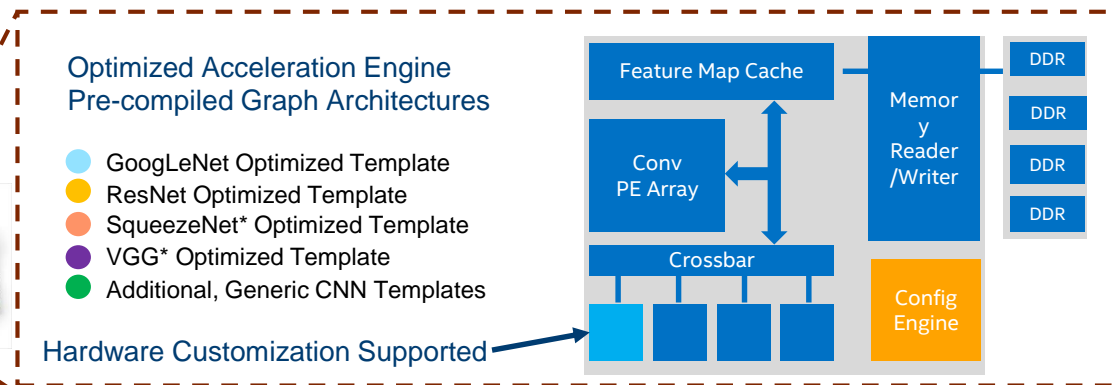 Optimized Acceleration Engine
Pre-compiled Graph Architectures
GoogLeNet Optimized Template
ResNet Optimized Template
SqueezeNet* Optimized Template
VGG* Optimized Template
Additional, Generic CNN Templates
Hardware Customization Supported
Feature Map Cache
Conv
PE Array
Crossbar
Memor
y
Reader
/Writer
Config
Engine
DDR
DDR
DDR
DDR